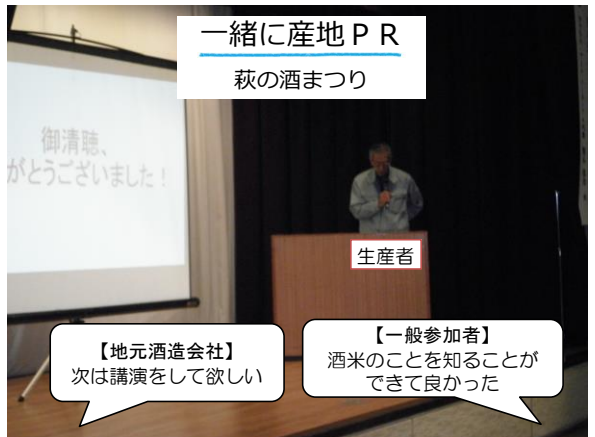 一緒に産地ＰＲ
萩の酒まつり
御清聴、
がとうございました！
生産者
【地元酒造会社】
次は講演をして欲しい
【一般参加者】
酒米のことを知ることが
できて良かった